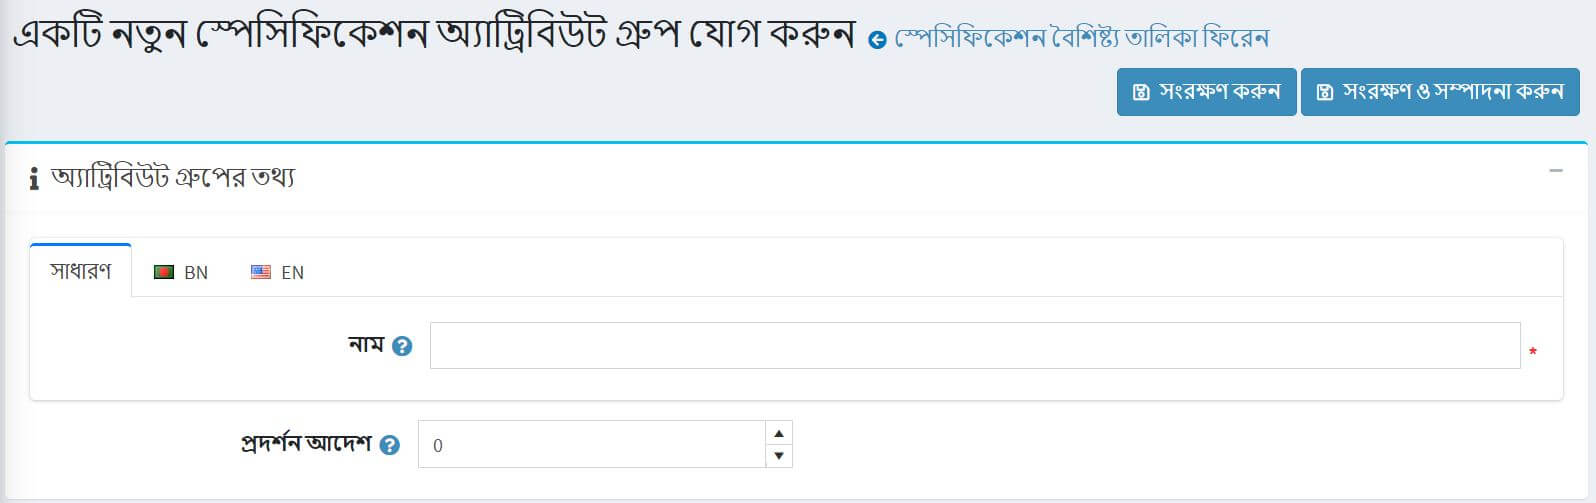 একটি নতুন স্পেসিফিকেশন অ্যাট্রিবিউট গ্রুপ যোগ করুন স্পেসিফিকেশন বৈশিষ্ট্য তালিকা ফিরেন
সংরক্ষণ করুন সংরক্ষণ ও সম্পাদনা করুন
অ্যাট্রিবিউট গ্রুপের তথ্য
সাধারণ BN EN
নাম *
প্রদর্শন আদেশ 0